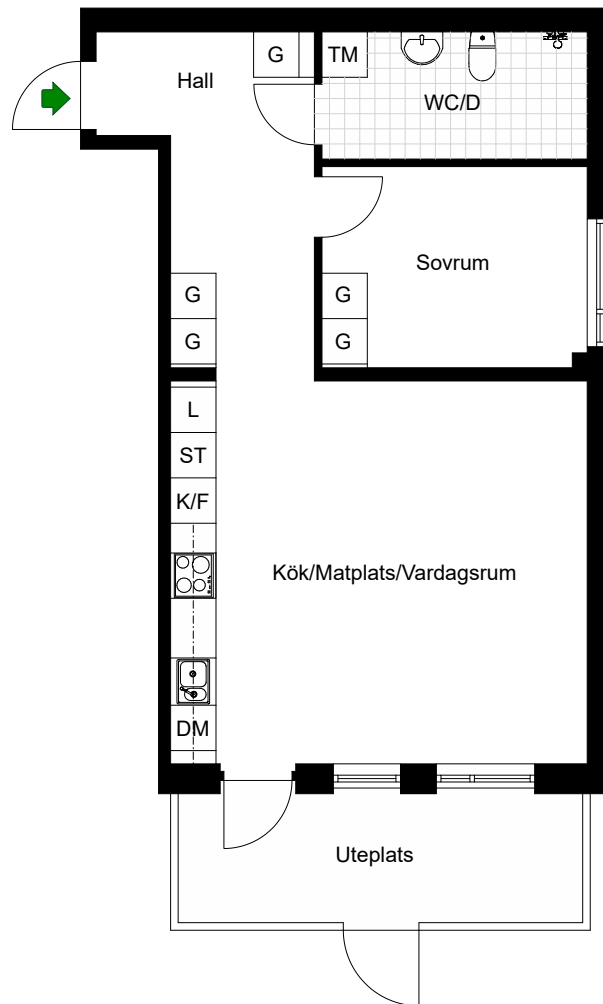 G
TM
Hall
WC/D
Sovrum
G
G
G
G
L
ST
K/F
Kök/Matplats/Vardagsrum
DM
Uteplats